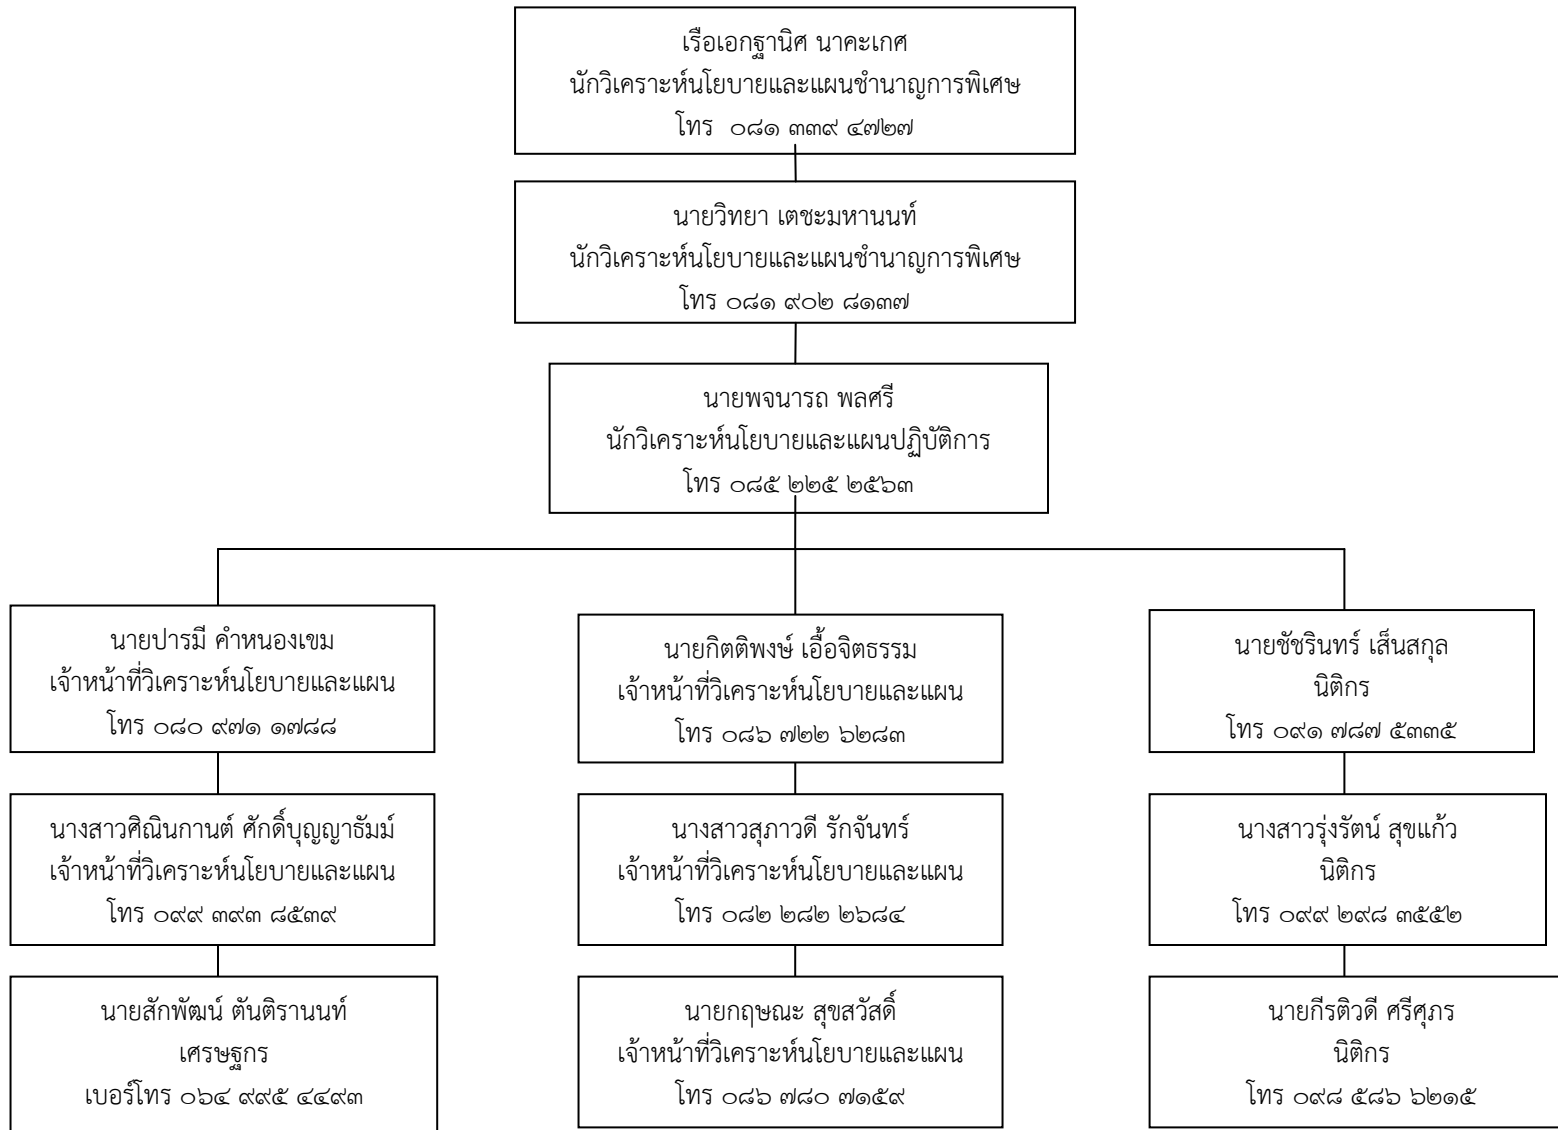 เรือเอกฐานิศ นาคะเกศ
นักวิเคราะห์นโยบายและแผนชำนาญการพิเศษ
โทร ๐๘๑ ๓๓๙ ๔๗๒๗
นายวิทยา เตชะมหานนท์
นักวิเคราะห์นโยบายและแผนชำนาญการพิเศษ
โทร ๐๘๑ ๙๐๒ ๘๑๓๗
นายพจนารถ พลศรี
นักวิเคราะห์นโยบายและแผนปฏิบัติการ
โทร ๐๘๕ ๒๒๕ ๒๕๖๓
นายปารมี คำหนองเขม
เจ้าหน้าที่วิเคราะห์นโยบายและแผน
โทร ๐๘๐ ๙๗๑ ๑๗๘๘
นายกิตติพงษ์ เอื้อจิตธรรม
เจ้าหน้าที่วิเคราะห์นโยบายและแผน
โทร ๐๘๖ ๗๒๒ ๖๒๘๓
นายชัชรินทร์ เส็นสกุล
นิติกร
โทร ๐๙๑ ๗๘๗ ๕๓๓๕
นางสาวศิณินกานต์ ศักดิ์บุญญาธัมม์
เจ้าหน้าที่วิเคราะห์นโยบายและแผน
โทร ๐๙๙ ๓๙๓ ๘๕๓๙
นางสาวสุภาวดี รักจันทร์
เจ้าหน้าที่วิเคราะห์นโยบายและแผน
โทร ๐๘๒ ๒๘๒ ๒๖๘๔
นางสาวรุ่งรัตน์ สุขแก้ว
นิติกร
โทร ๐๙๙ ๒๙๘ ๓๕๕๒
นายสักพัฒน์ ตันติรานนท์
เศรษฐกร
เบอร์โทร ๐๖๔ ๙๙๕ ๔๔๙๓
นายกฤษณะ สุขสวัสดิ์
เจ้าหน้าที่วิเคราะห์นโยบายและแผน
โทร ๐๘๖ ๗๘๐ ๗๑๕๙
นายกีรติวดี ศรีศุภร
นิติกร
โทร ๐๙๘ ๕๘๖ ๖๒๑๕